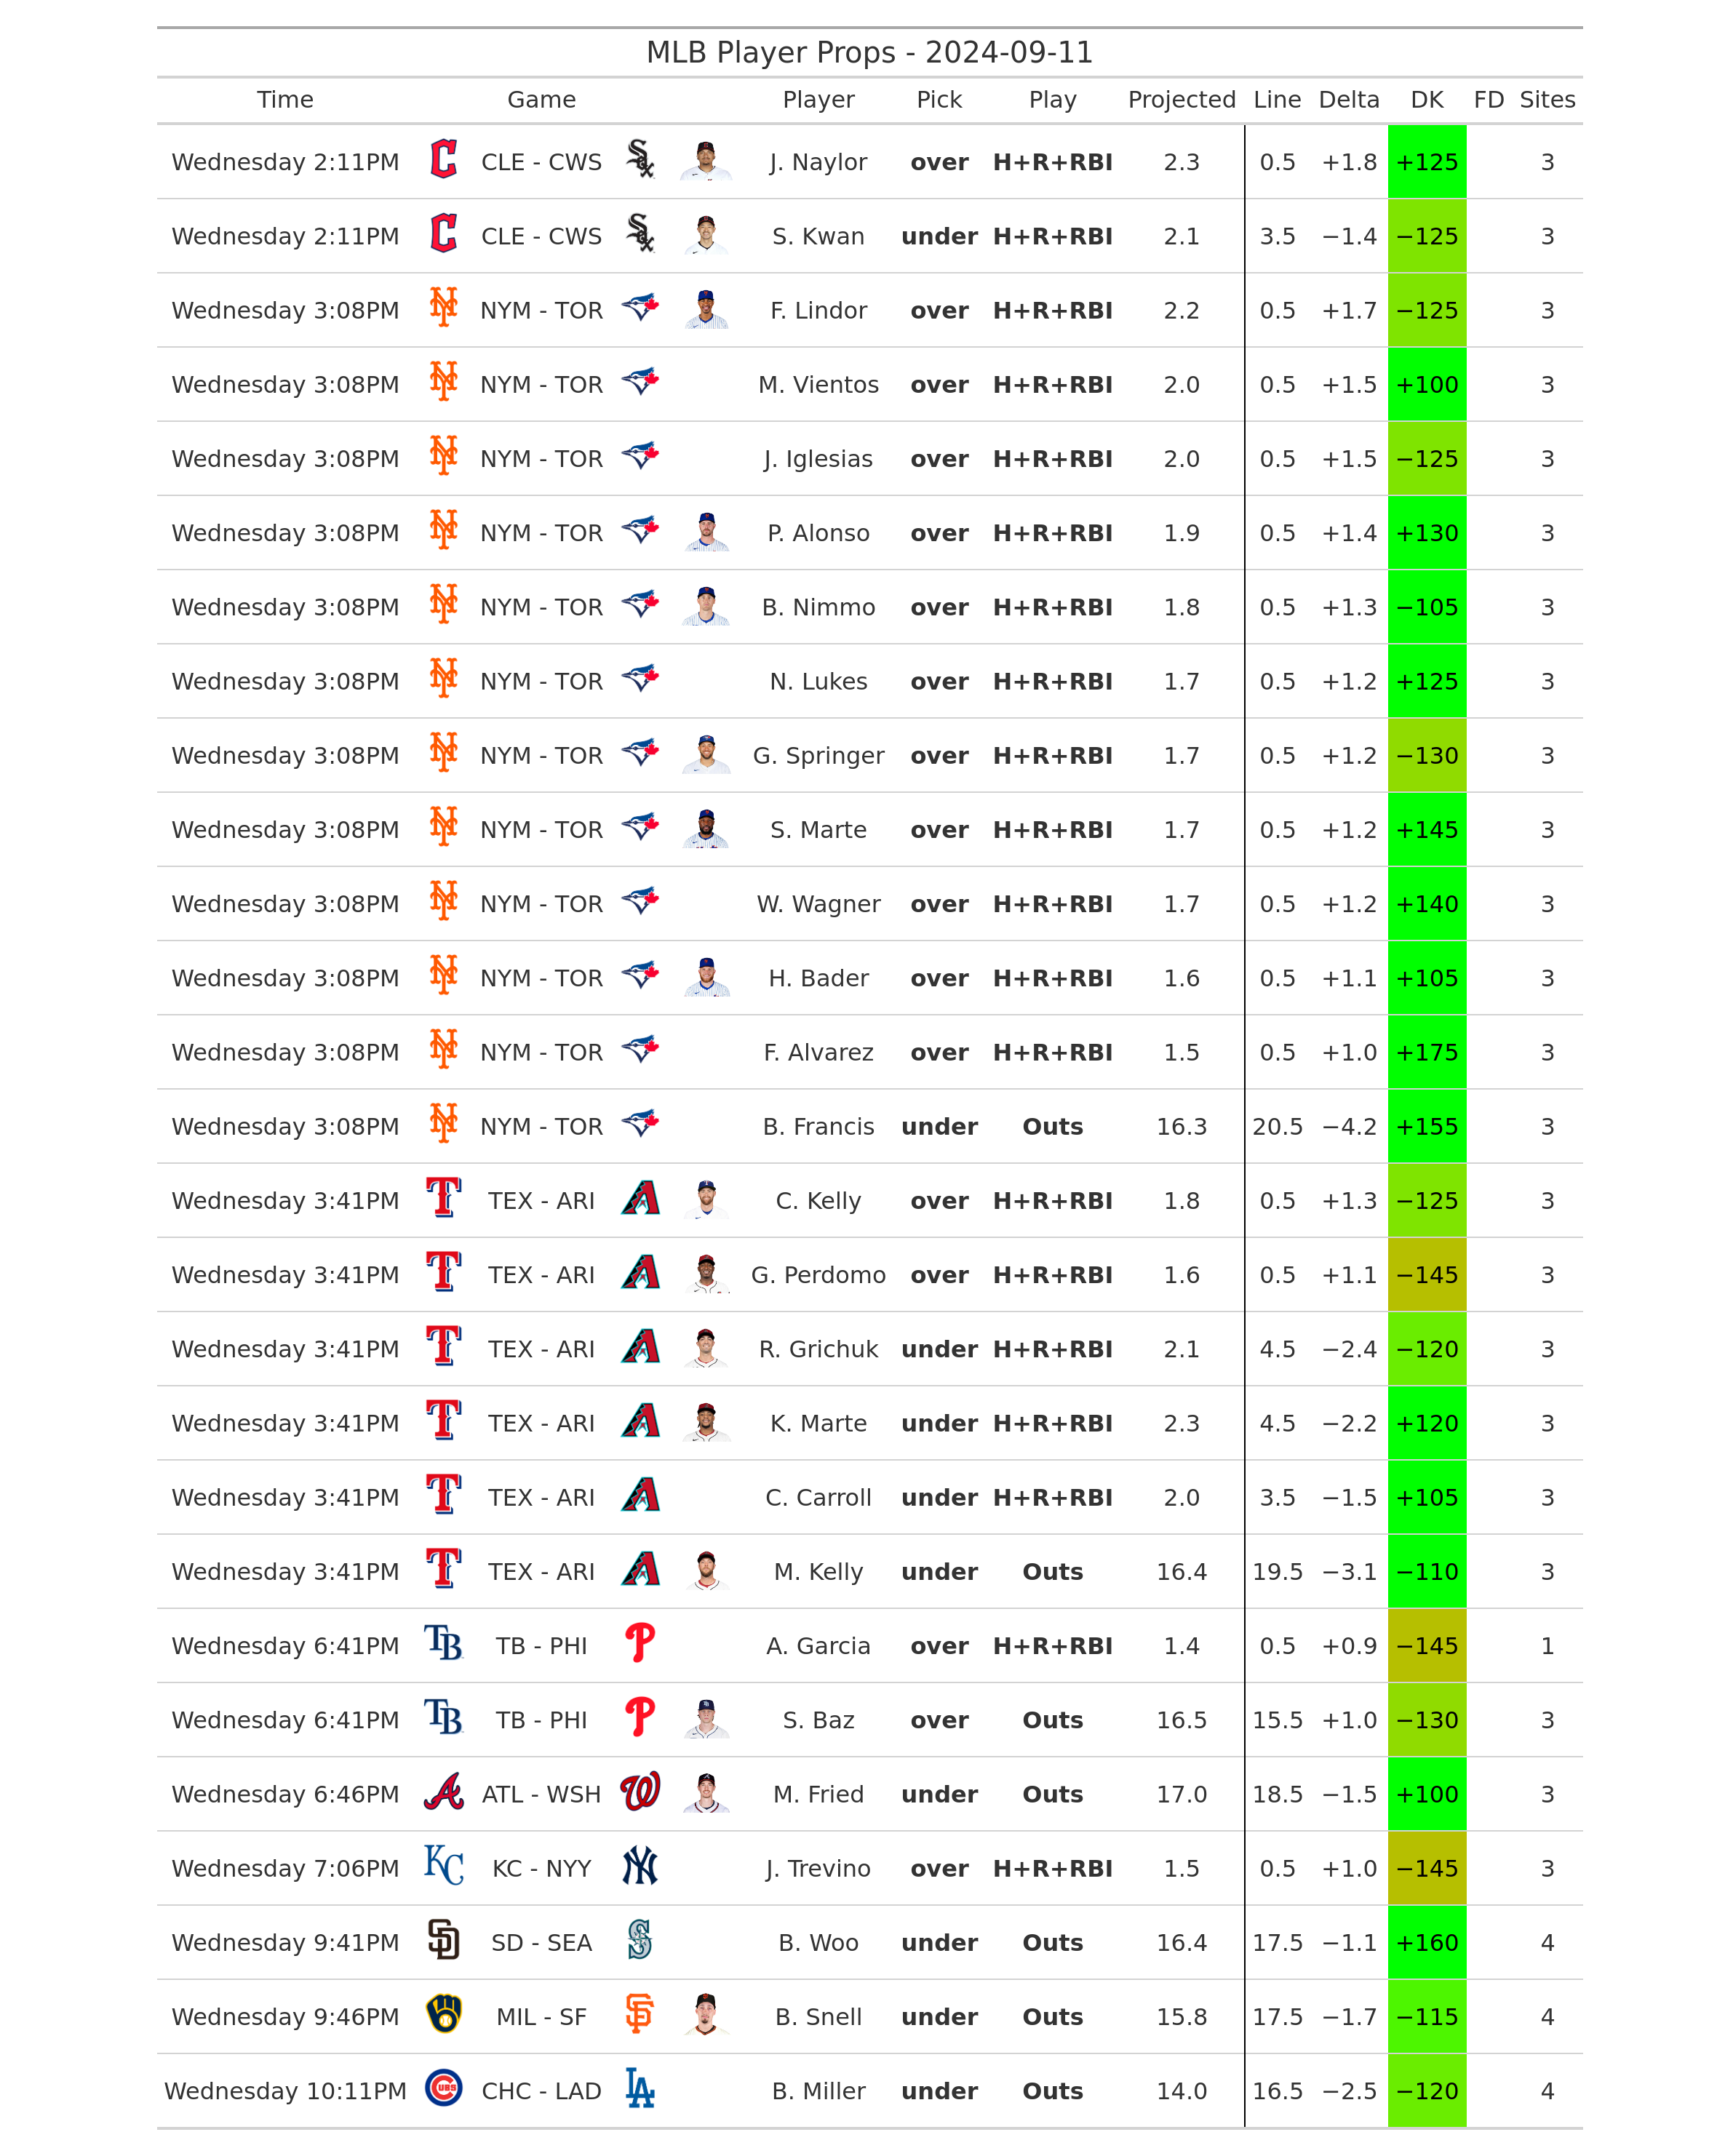 MLB Player Props - 2024-09-11
Time Game Player Pick Play Projected Line Delta DK FD Sites
Wednesday 2:11PM CLE - CWS J. Naylor over H+R+RBI 2.3 0.5 +1.8 +125 3
Wednesday 2:11PM CLE - CWS S. Kwan under H+R+RBI 2.1 3.5 −1.4 −125 3
Wednesday 3:08PM NYM - TOR F. Lindor over H+R+RBI 2.2 0.5 +1.7 −125 3
Wednesday 3:08PM NYM - TOR M. Vientos over H+R+RBI 2.0 0.5 +1.5 +100 3
Wednesday 3:08PM NYM - TOR J. Iglesias over H+R+RBI 2.0 0.5 +1.5 −125 3
Wednesday 3:08PM NYM - TOR P. Alonso over H+R+RBI 1.9 0.5 +1.4 +130 3
Wednesday 3:08PM NYM - TOR B. Nimmo over H+R+RBI 1.8 0.5 +1.3 −105 3
Wednesday 3:08PM NYM - TOR N. Lukes over H+R+RBI 1.7 0.5 +1.2 +125 3
Wednesday 3:08PM NYM - TOR G. Springer over H+R+RBI 1.7 0.5 +1.2 −130 3
Wednesday 3:08PM NYM - TOR S. Marte over H+R+RBI 1.7 0.5 +1.2 +145 3
Wednesday 3:08PM NYM - TOR W. Wagner over H+R+RBI 1.7 0.5 +1.2 +140 3
Wednesday 3:08PM NYM - TOR H. Bader over H+R+RBI 1.6 0.5 +1.1 +105 3
Wednesday 3:08PM NYM - TOR F. Alvarez over H+R+RBI 1.5 0.5 +1.0 +175 3
Wednesday 3:08PM NYM - TOR B. Francis under Outs 16.3 20.5 −4.2 +155 3
Wednesday 3:41PM TEX - ARI C. Kelly over H+R+RBI 1.8 0.5 +1.3 −125 3
Wednesday 3:41PM TEX - ARI G. Perdomo over H+R+RBI 1.6 0.5 +1.1 −145 3
Wednesday 3:41PM TEX - ARI R. Grichuk under H+R+RBI 2.1 4.5 −2.4 −120 3
Wednesday 3:41PM TEX - ARI K. Marte under H+R+RBI 2.3 4.5 −2.2 +120 3
Wednesday 3:41PM TEX - ARI C. Carroll under H+R+RBI 2.0 3.5 −1.5 +105 3
Wednesday 3:41PM TEX - ARI M. Kelly under Outs 16.4 19.5 −3.1 −110 3
Wednesday 6:41PM TB - PHI A. Garcia over H+R+RBI 1.4 0.5 +0.9 −145 1
Wednesday 6:41PM TB - PHI S. Baz over Outs 16.5 15.5 +1.0 −130 3
Wednesday 6:46PM ATL - WSH M. Fried under Outs 17.0 18.5 −1.5 +100 3
Wednesday 7:06PM KC - NYY J. Trevino over H+R+RBI 1.5 0.5 +1.0 −145 3
Wednesday 9:41PM SD - SEA B. Woo under Outs 16.4 17.5 −1.1 +160 4
Wednesday 9:46PM MIL - SF B. Snell under Outs 15.8 17.5 −1.7 −115 4
Wednesday 10:11PM CHC - LAD B. Miller under Outs 14.0 16.5 −2.5 −120 4